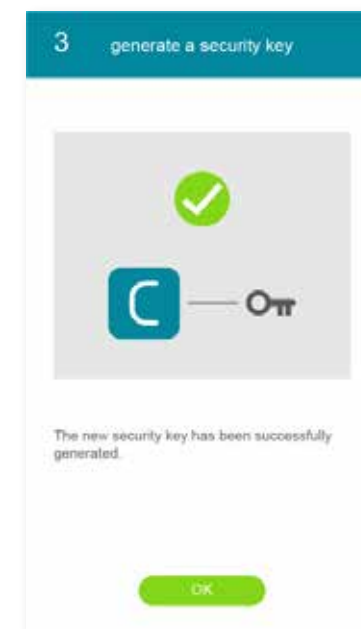 3 generate a security key
C
The new security key has been successfully
generated.
OK